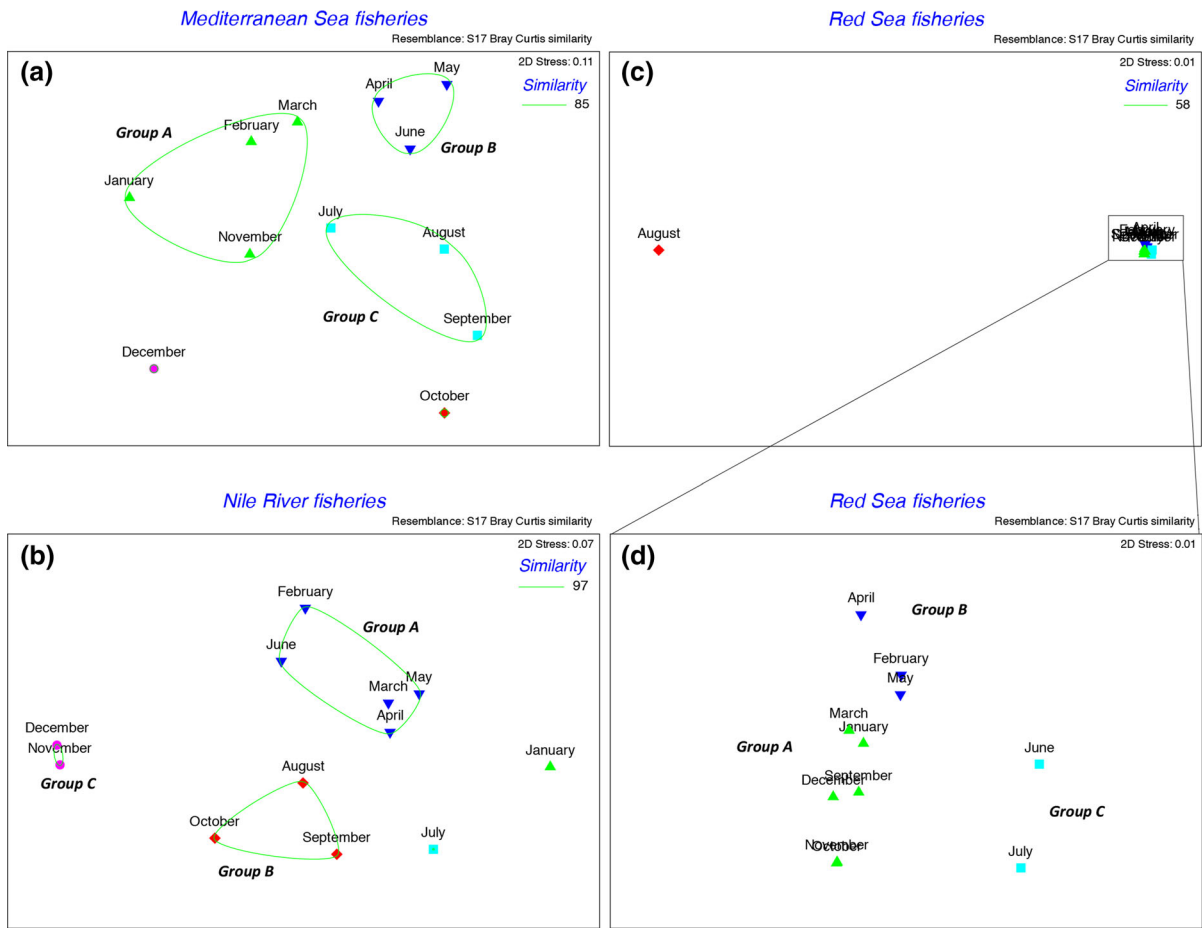 Mediterranean Sea fisheries
Resemblance: S17 Bray Curtis similarity
(a)
2D Stress: 0.11
Similarity
85
May
April
March
Group A
February
June
Group B
January
July
November
August
Group C
September
December
October
Red Sea fisheries
Resemblance: S17 Bray Curtis similarity
(c)
2D Stress: 0.01
Similarity
58
August
April
Nile River fisheries
Resemblance: S17 Bray Curtis similarity
(b)
2D Stress: 0.07
Similarity
97
February
Group A
June
May
March
April
December
November
Group C
January
August
October
September
July
Group B
Red Sea fisheries
Resemblance: S17 Bray Curtis similarity
(d)
2D Stress: 0.01
April
Group B
February
May
March
January
Group A
June
September
December
Group C
November
October
July